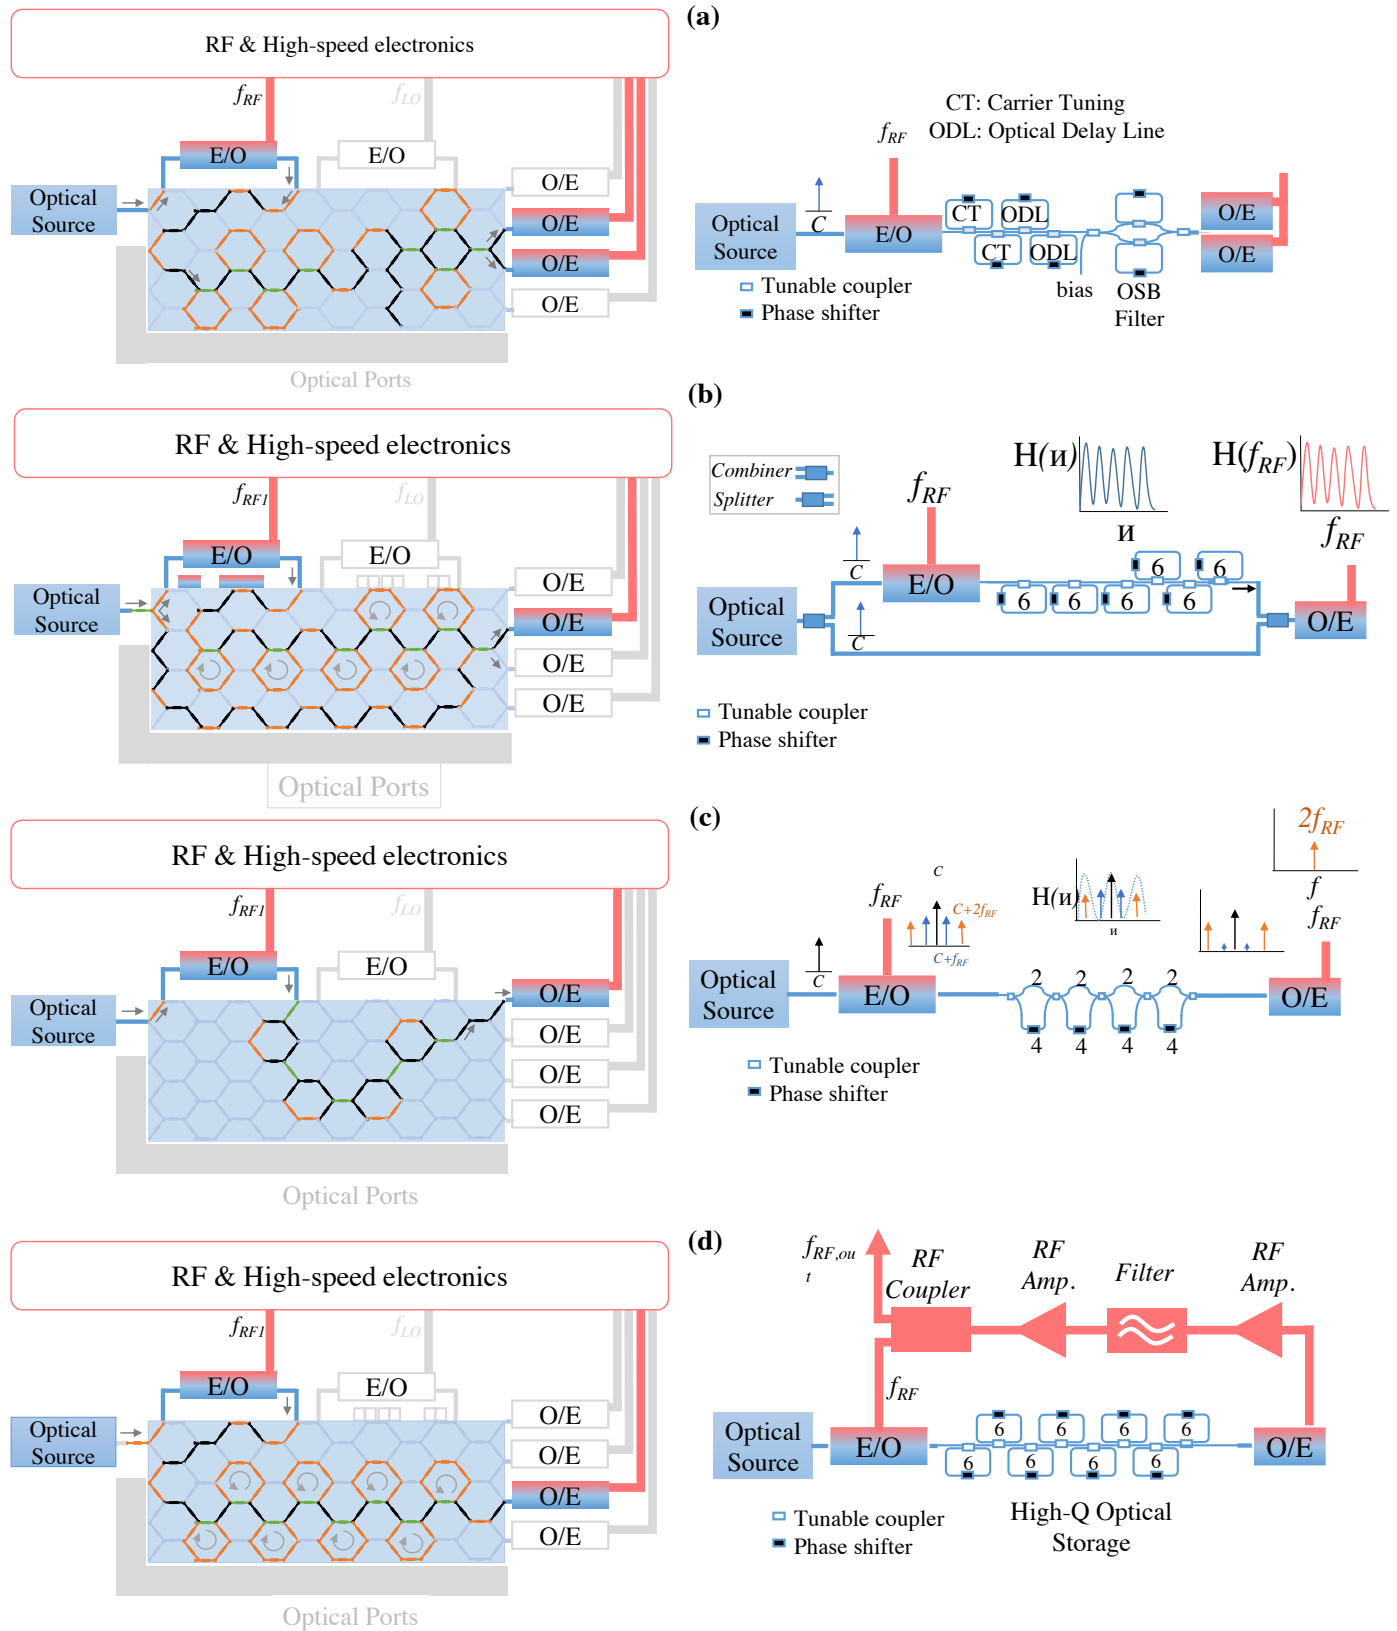 (a)
RF & High-speed electronics
fRF
fLO
E/O
E/O
Optical
Source
O/E
O/E
O/E
O/E
Optical Ports
CT: Carrier Tuning
ODL: Optical Delay Line
fRF
C
Optical
Source
E/O
CT
ODL
CT
ODL
bias
OSB
Filter
O/E
O/E
Tunable coupler
Phase shifter
(b)
RF & High-speed electronics
fRF1
fLO
E/O
E/O
Optical
Source
O/E
O/E
O/E
O/E
Optical Ports
Combiner
Splitter
fRF
H(и)
и
H(fRF)
fRF
C
C
Optical
Source
E/O
6
6
6
6
6
6
O/E
Tunable coupler
Phase shifter
(c)
RF & High-speed electronics
fRF1
fLO
E/O
E/O
Optical
Source
O/E
O/E
O/E
O/E
Optical Ports
2fRF
f
fRF
C
C+2fRF
C+fRF
fRF
H(и)
и
C
Optical
Source
E/O
2
2
2
2
4
4
4
4
O/E
Tunable coupler
Phase shifter
(d)
RF & High-speed electronics
fRF1
fLO
E/O
E/O
Optical
Source
O/E
O/E
O/E
O/E
Optical Ports
fRF,ou
t
RF
Coupler
RF
Amp.
Filter
RF
Amp.
fRF
Optical
Source
E/O
6
6
6
6
6
6
6
6
O/E
High-Q Optical
Storage
Tunable coupler
Phase shifter